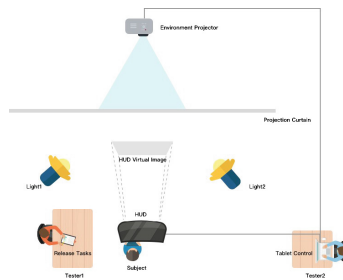 Environment Projector
Projection Curtain
HUD Virtual Image
Light1
Light2
HUD
Release Tasks
Tablet Control
Subject
Tester1
Tester2